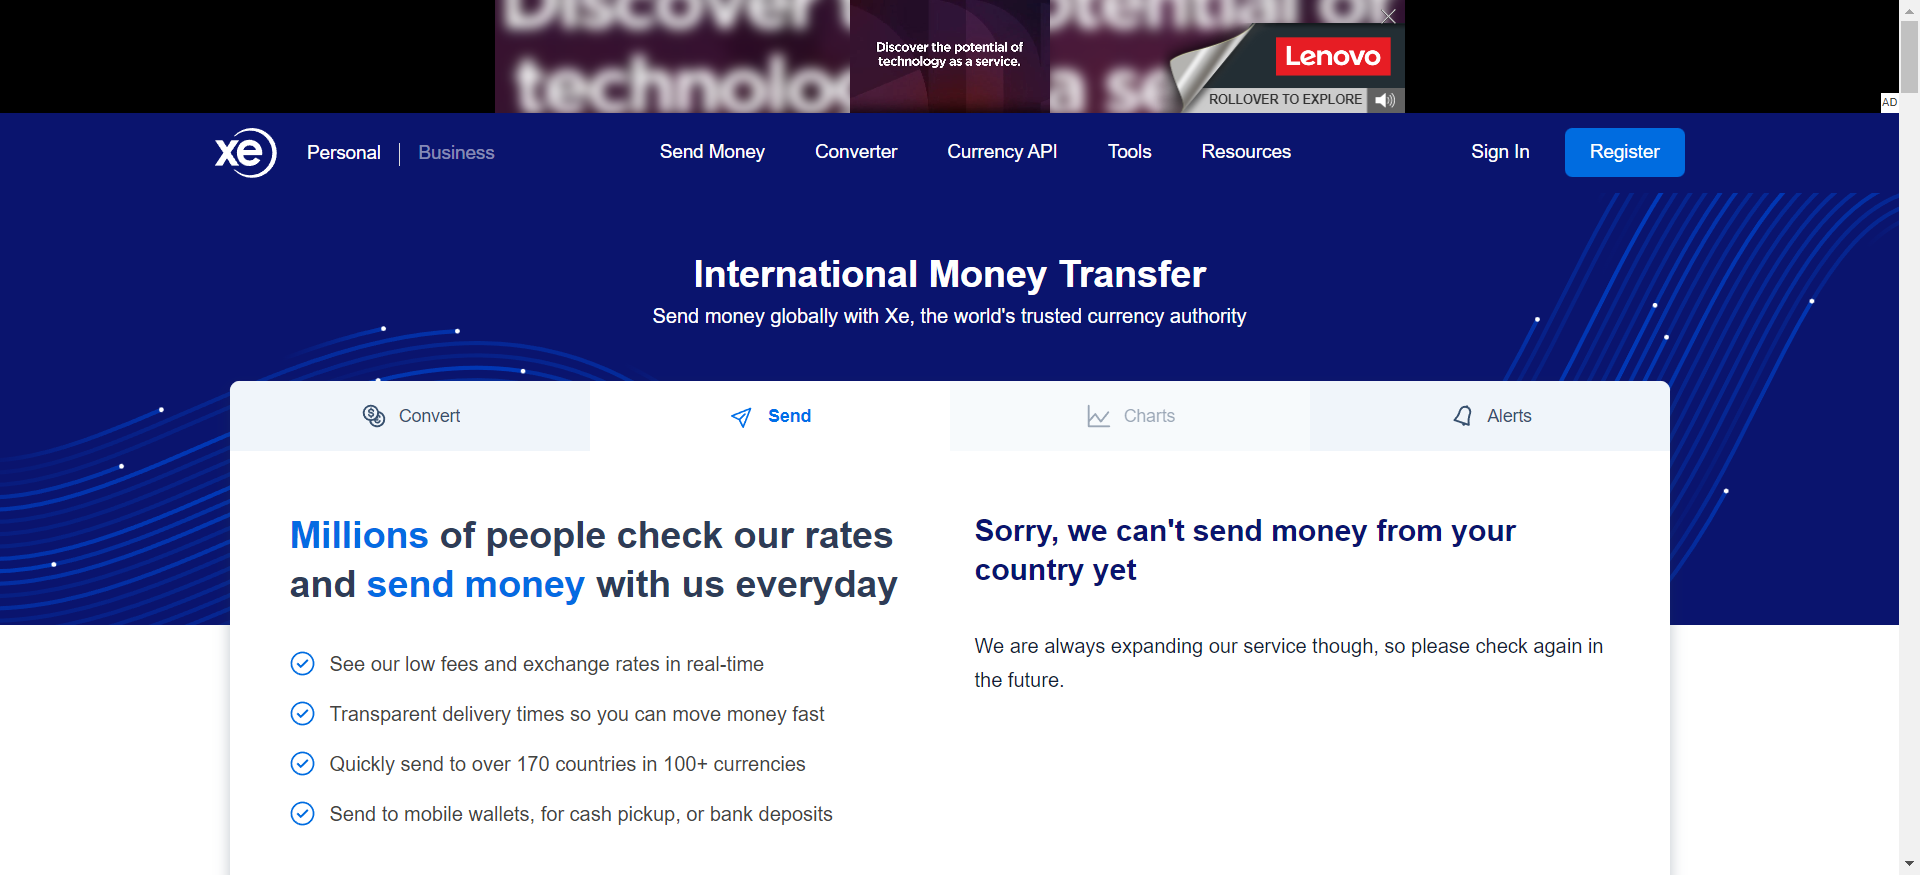 Discover
potential of
technolo
a se
Discover the potential of
technology as a service.
Lenovo
ROLLOVER TO EXPLORE
AD
xe
Personal
Business
Send Money
Converter
Currency API
Tools
Resources
Sign In
Register
International Money Transfer
Send money globally with Xe, the world's trusted currency authority
Convert
Send
Charts
Alerts
Millions of people check our rates
and send money with us everyday
See our low fees and exchange rates in real-time
Transparent delivery times so you can move money fast
Quickly send to over 170 countries in 100+ currencies
Send to mobile wallets, for cash pickup, or bank deposits
Sorry, we can't send money from your
country yet
We are always expanding our service though, so please check again in
the future.